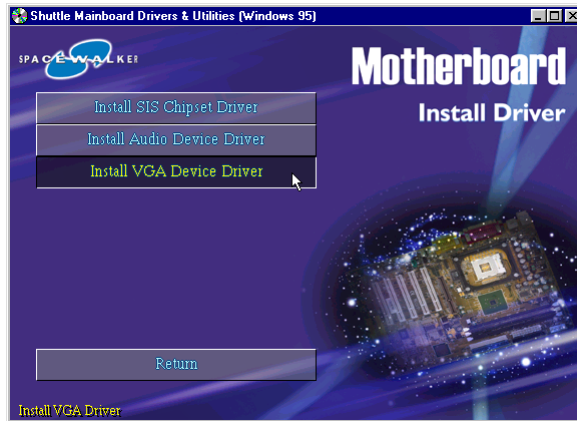 Shuttle Mainboard Drivers & Utilities (Windows 95)
SPACEWALKER
Motherboard
Install Driver
Install SIS Chipset Driver
Install Audio Device Driver
Install VGA Device Driver
Return
Install VGA Driver